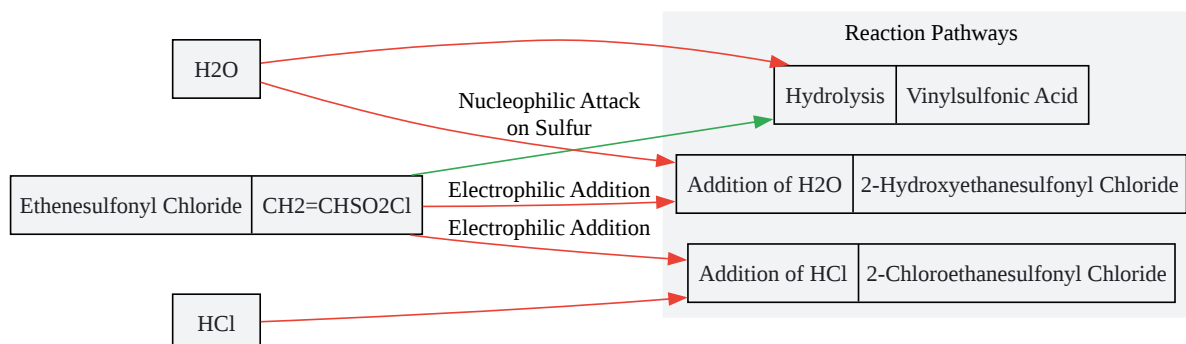 Reaction Pathways
H2O
Hydrolysis
Vinylsulfonic Acid
Nucleophilic Attack
on Sulfur
Addition of H2O
2-Hydroxyethanesulfonyl Chloride
Ethenesulfonyl Chloride
CH2=CHSO2Cl
Electrophilic Addition
Electrophilic Addition
Addition of HCl
2-Chloroethanesulfonyl Chloride
HCl